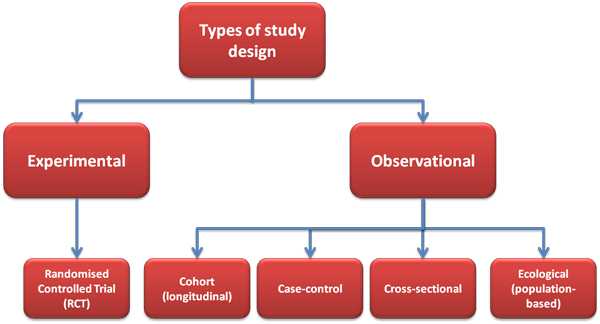 Types of study
design
Experimental
Observational
Randomised
Controlled Trial
(RCT)
Cohort
(longitudinal)
Case-control
Cross-sectional
Ecological
(population-
based)